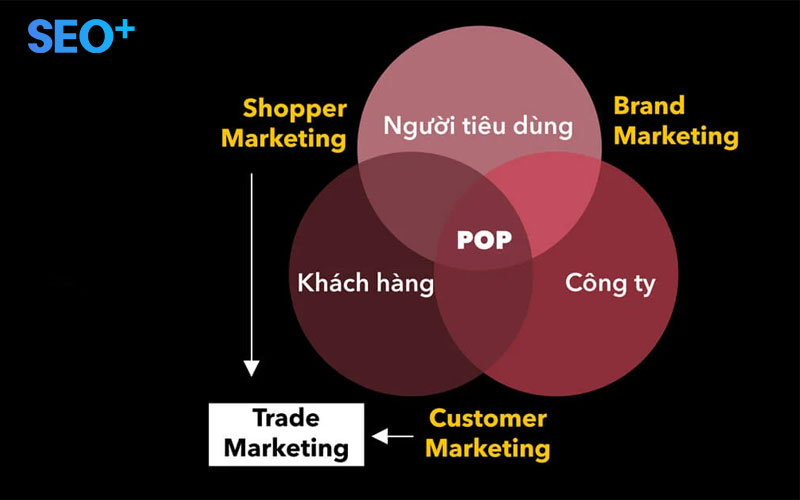 SEO+
Shopper
Marketing
Người tiêu dùng
Brand
Marketing
POP
Khách hàng
Công ty
Trade
Marketing
Customer
Marketing